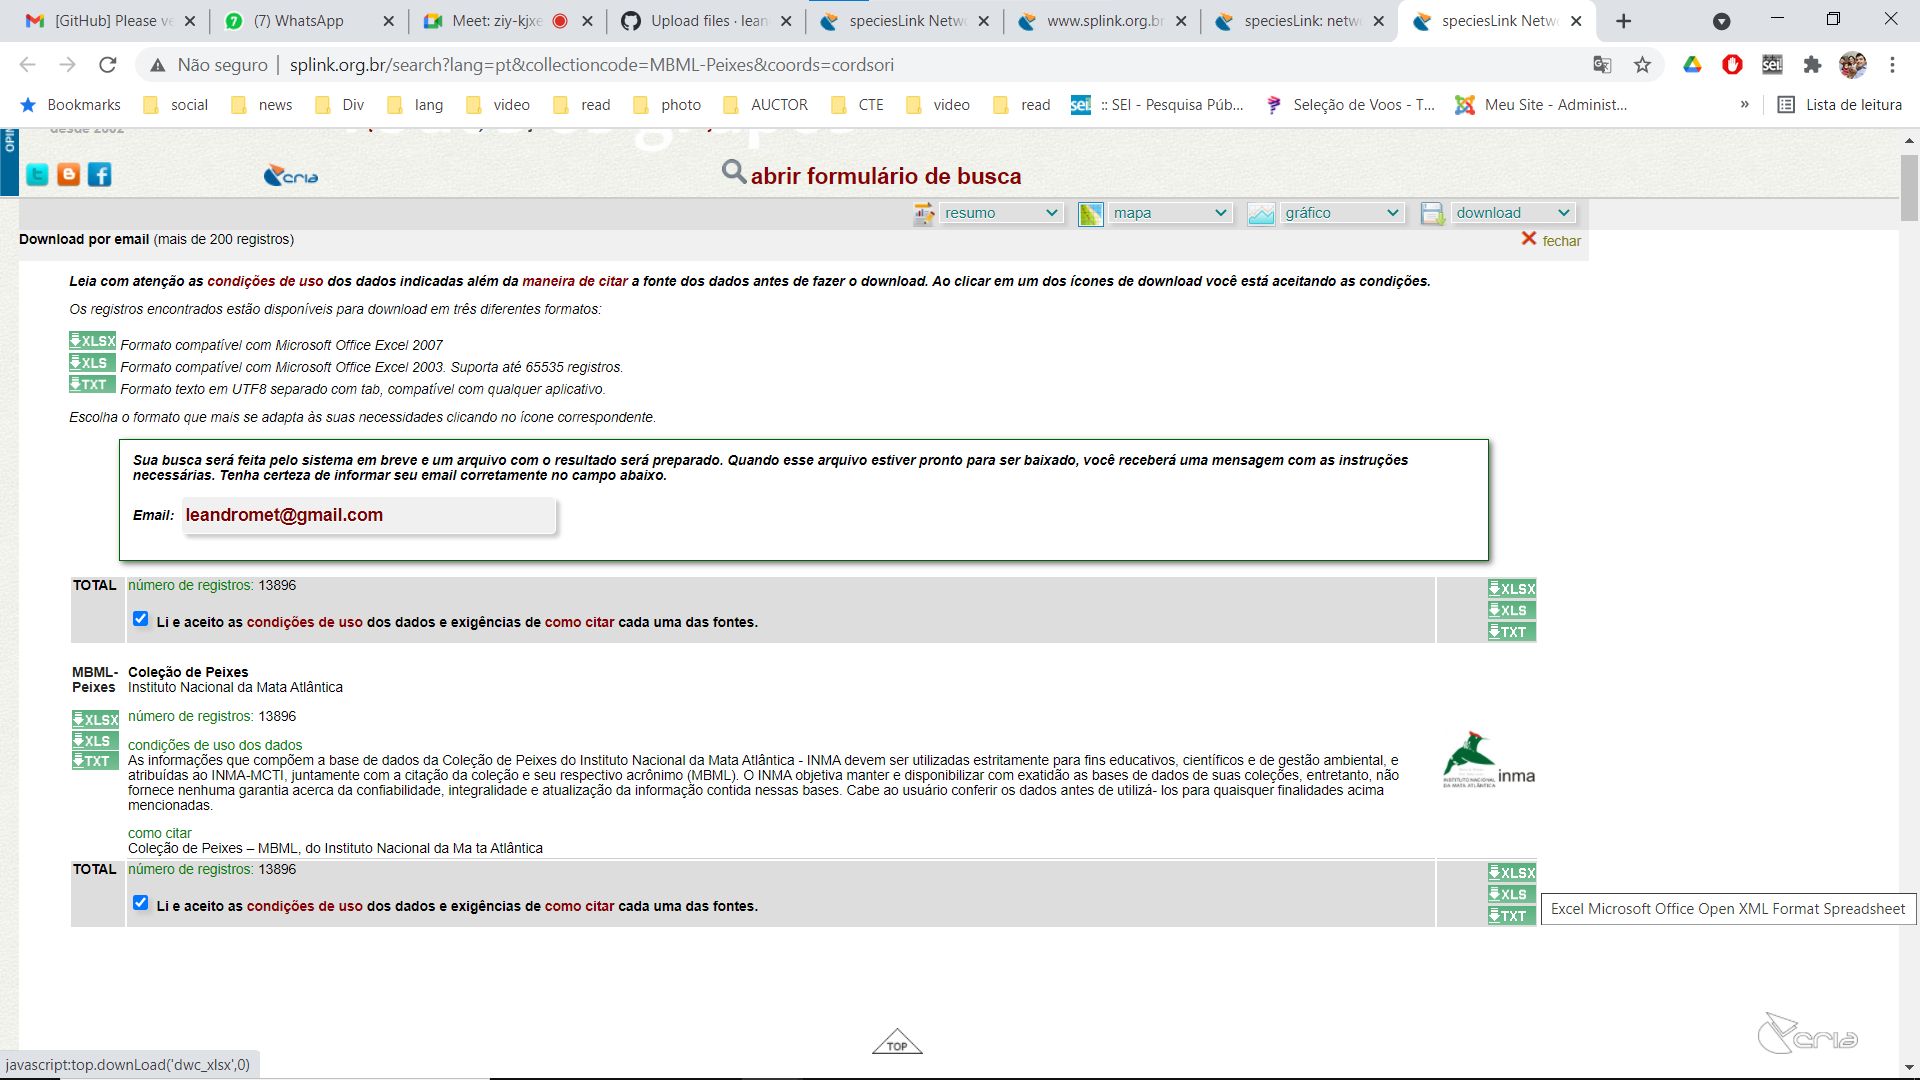 [GitHub] Please ve
(7) WhatsApp
Meet: ziy-kjxe
Upload files · lean
speciesLink Netwo
www.splink.org.br
speciesLink: netwo
speciesLink Netwo
Não seguro | splink.org.br/search?lang=pt&collectioncode=MBML-Peixes&coords=cordsori
Bookmarks social news Div lang video read photo AUCTOR CTE video read :: SEI - Pesquisa Púb... Seleção de Voos - T... Meu Site - Administ... » Lista de leitura
desde 2002
OPIN
cria
abrir formulário de busca
resumo mapa gráfico download
Download por email (mais de 200 registros)
fechar
Leia com atenção as condições de uso dos dados indicadas além da maneira de citar a fonte dos dados antes de fazer o download. Ao clicar em um dos ícones de download você está aceitando as condições.
Os registros encontrados estão disponíveis para download em três diferentes formatos:
XLSX Formato compatível com Microsoft Office Excel 2007
XLS Formato compatível com Microsoft Office Excel 2003. Suporta até 65535 registros.
TXT Formato texto em UTF8 separado com tab, compatível com qualquer aplicativo.
Escolha o formato que mais se adapta às suas necessidades clicando no ícone correspondente.
Sua busca será feita pelo sistema em breve e um arquivo com o resultado será preparado. Quando esse arquivo estiver pronto para ser baixado, você receberá uma mensagem com as instruções
necessárias. Tenha certeza de informar seu email corretamente no campo abaixo.
Email: leandromet@gmail.com
TOTAL número de registros: 13896
Li e aceito as condições de uso dos dados e exigências de como citar cada uma das fontes.
XLSX
XLS
TXT
MBML-
Peixes
Coleção de Peixes
Instituto Nacional da Mata Atlântica
XLSX
XLS
TXT
número de registros: 13896
condições de uso dos dados
As informações que compõem a base de dados da Coleção de Peixes do Instituto Nacional da Mata Atlântica - INMA devem ser utilizadas estritamente para fins educativos, científicos e de gestão ambiental, e
atribuídas ao INMA-MCTI, juntamente com a citação da coleção e seu respectivo acrônimo (MBML). O INMA objetiva manter e disponibilizar com exatidão as bases de dados de suas coleções, entretanto, não
fornece nenhuma garantia acerca da confiabilidade, integralidade e atualização da informação contida nessas bases. Cabe ao usuário conferir os dados antes de utilizá- los para quaisquer finalidades acima
mencionadas.
INSTITUTO NACIONAL
DA MATA ATLÂNTICA
inma
como citar
Coleção de Peixes – MBML, do Instituto Nacional da Ma ta Atlântica
TOTAL número de registros: 13896
Li e aceito as condições de uso dos dados e exigências de como citar cada uma das fontes.
XLSX
XLS
TXT
Excel Microsoft Office Open XML Format Spreadsheet
TOP
cria
javascript:top.downLoad('dwc_xlsx',0)